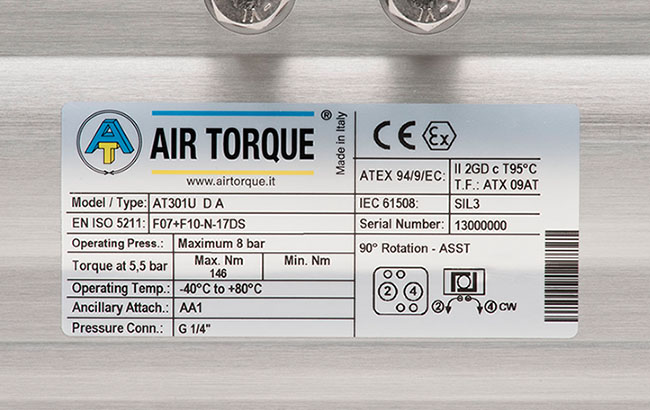 AT
AIR TORQUE ®
www.airtorque.it
Made in Italy
CE Ex
ATEX 94/9/EC: II 2GD c T95°C
T.F.: ATX 09AT
Model / Type: AT301U D A
IEC 61508: SIL3
EN ISO 5211: F07+F10-N-17DS
Serial Number: 13000000
Operating Press.: Maximum 8 bar
90° Rotation - ASST
Torque at 5,5 bar Max. Nm Min. Nm
146
Operating Temp.: -40°C to +80°C
Ancillary Attach.: AA1
Pressure Conn.: G 1/4"
2 4
2 4 CW